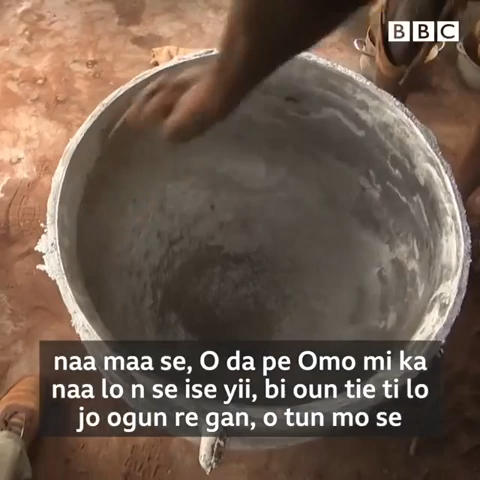 BBC
naa maa se, O da pe Omo mi ka
naa lo n se ise yii, bi oun tie ti lo
jo ogun re gan, o tun mo se